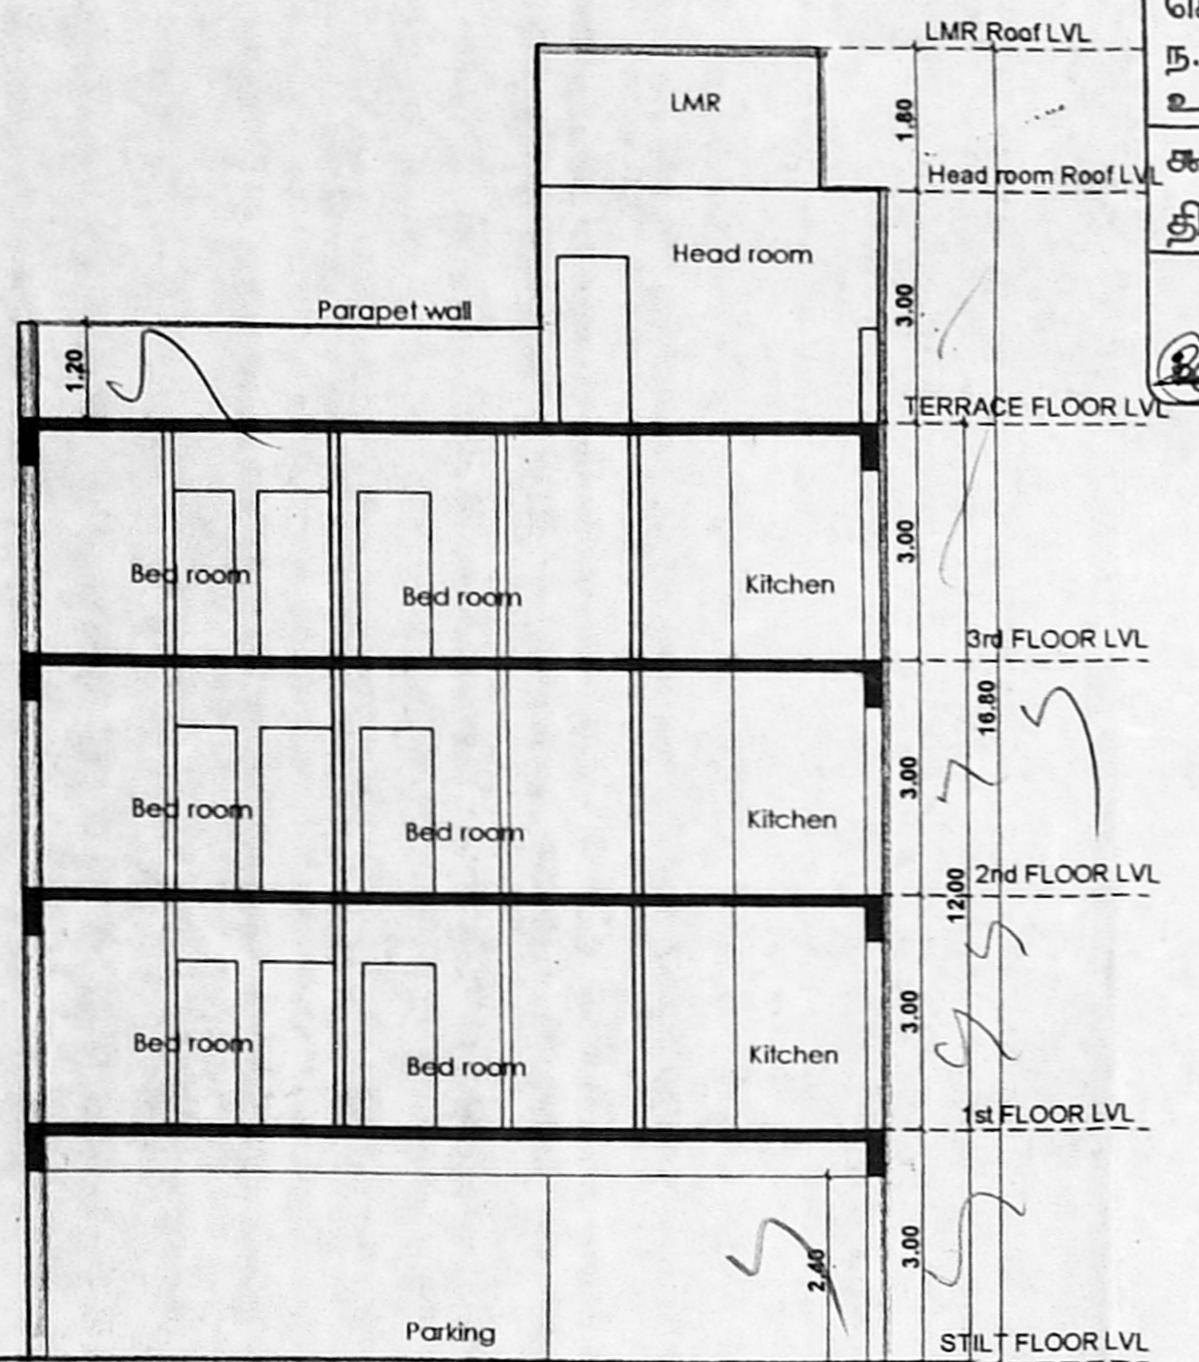 LMR Roof LVL
LMR
1.80
Head room Roof LVL
Head room
3.00
Parapet wall
1.20
TERRACE FLOOR LVL
Bed room
Bed room
Kitchen
3.00
3rd FLOOR LVL
16.80
Bed room
Bed room
Kitchen
3.00
2nd FLOOR LVL
12.00
Bed room
Bed room
Kitchen
3.00
1st FLOOR LVL
2.40
3.00
Parking
STILT FLOOR LVL